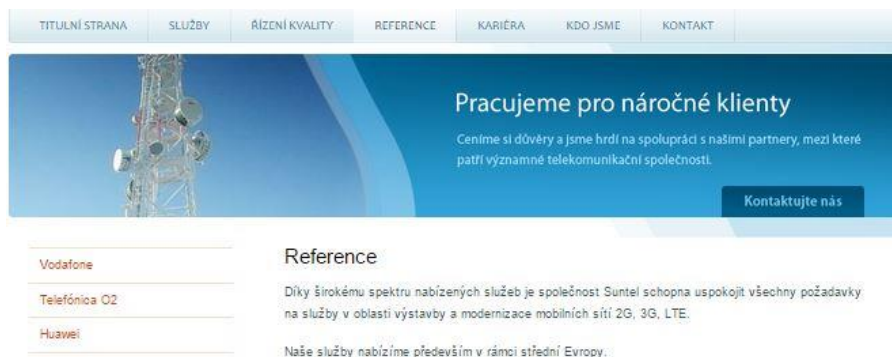 TITULNÍ STRANA SLUŽBY ŘÍZENÍ KVALITY REFERENCE KARIÉRA KDO JSME KONTAKT
Pracujeme pro náročné klienty
Ceníme si důvěry a jsme hrdí na spolupráci s našimi partnery, mezi které
patří významné telekomunikační společnosti.
Kontaktujte nás
Vodafone
Telefónica O2
Huawei
Reference
Díky širokému spektru nabízených služeb je společnost Suntel schopna uspokojit všechny požadavky
na služby v oblasti výstavby a modernizace mobilních sítí 2G, 3G, LTE.
Naše služby nabízíme především v rámci střední Evropy.